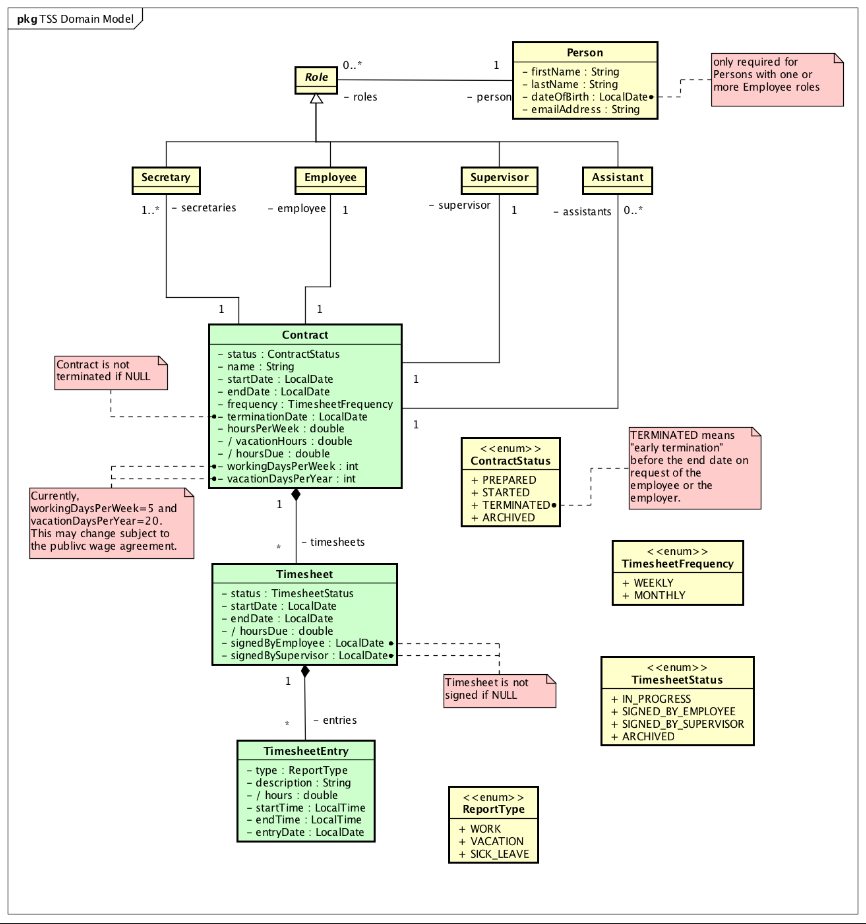 pkg TSS Domain Model
Role
0..*
1
– roles
– person
Person
– firstName : String
– lastName : String
– dateOfBirth : LocalDate
– emailAddress : String
only required for
Persons with one or
more Employee roles
Secretary
Employee
Supervisor
Assistant
1..*
– secretaries
– employee
1
– supervisor
1
– assistants
0..*
1
1
1
1
Contract
– status : ContractStatus
– name : String
– startDate : LocalDate
– endDate : LocalDate
– frequency : TimesheetFrequency
– terminationDate : LocalDate
– hoursPerWeek : double
– / vacationHours : double
– / hoursDue : double
– workingDaysPerWeek : int
– vacationDaysPerYear : int
Contract is not
terminated if NULL
Currently,
workingDaysPerWeek=5 and
vacationDaysPerYear=20.
This may change subject to
the publivc wage agreement.
<<enum>>
ContractStatus
+ PREPARED
+ STARTED
+ TERMINATED
+ ARCHIVED
TERMINATED means
"early termination"
before the end date on
request of the
employee or the
employer.
1
– timesheets
*
<<enum>>
TimesheetFrequency
+ WEEKLY
+ MONTHLY
Timesheet
– status : TimesheetStatus
– startDate : LocalDate
– endDate : LocalDate
– / hoursDue : double
– signedByEmployee : LocalDate
– signedBySupervisor : LocalDate
Timesheet is not
signed if NULL
<<enum>>
TimesheetStatus
+ IN_PROGRESS
+ SIGNED_BY_EMPLOYEE
+ SIGNED_BY_SUPERVISOR
+ ARCHIVED
1
– entries
*
TimesheetEntry
– type : ReportType
– description : String
– / hours : double
– startTime : LocalTime
– endTime : LocalTime
– entryDate : LocalDate
<<enum>>
ReportType
+ WORK
+ VACATION
+ SICK_LEAVE